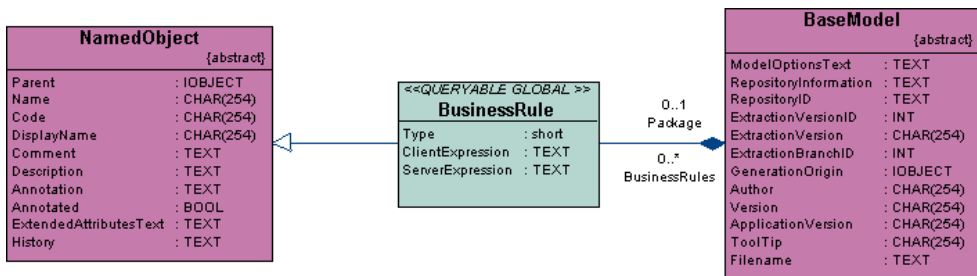 NamedObject
{abstract}
Parent : IOBJECT
Name : CHAR(254)
Code : CHAR(254)
DisplayName : CHAR(254)
Comment : TEXT
Description : TEXT
Annotation : TEXT
Annotated : BOOL
ExtendedAttributesText : TEXT
History : TEXT
<<QUERYABLE GLOBAL >>
BusinessRule
Type : short
ClientExpression : TEXT
ServerExpression : TEXT
0..1
Package
0..*
BusinessRules
BaseModel
{abstract}
ModelOptionsText : TEXT
RepositoryInformation : TEXT
RepositoryID : TEXT
ExtractionVersionID : INT
ExtractionVersion : CHAR(254)
ExtractionBranchID : INT
GenerationOrigin : IOBJECT
Author : CHAR(254)
Version : CHAR(254)
ApplicationVersion : CHAR(254)
ToolTip : CHAR(254)
Filename : TEXT